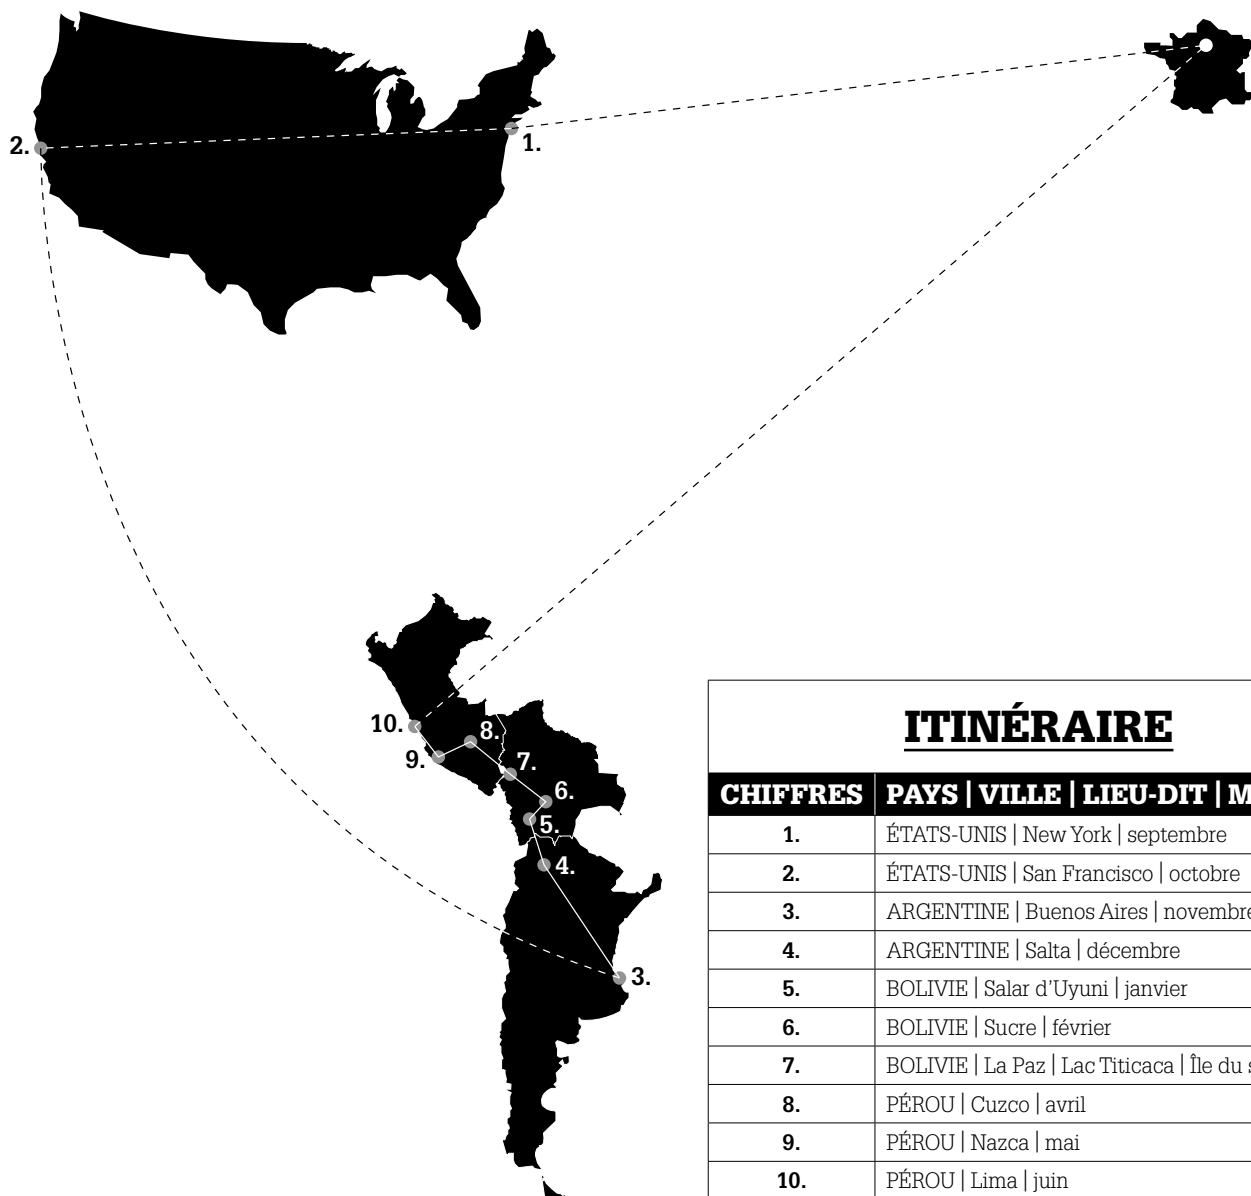 2.
1.
10.
8.
9.
7.
6.
5.
4.
3.
ITINÉRAIRE
CHIFFRES PAYS | VILLE | LIEU-DIT | M
1. ÉTATS-UNIS | New York | septembre
2. ÉTATS-UNIS | San Francisco | octobre
3. ARGENTINE | Buenos Aires | novembre
4. ARGENTINE | Salta | décembre
5. BOLIVIE | Salar d'Uyuni | janvier
6. BOLIVIE | Sucre | février
7. BOLIVIE | La Paz | Lac Titicaca | Île du s
8. PÉROU | Cuzco | avril
9. PÉROU | Nazca | mai
10. PÉROU | Lima | juin